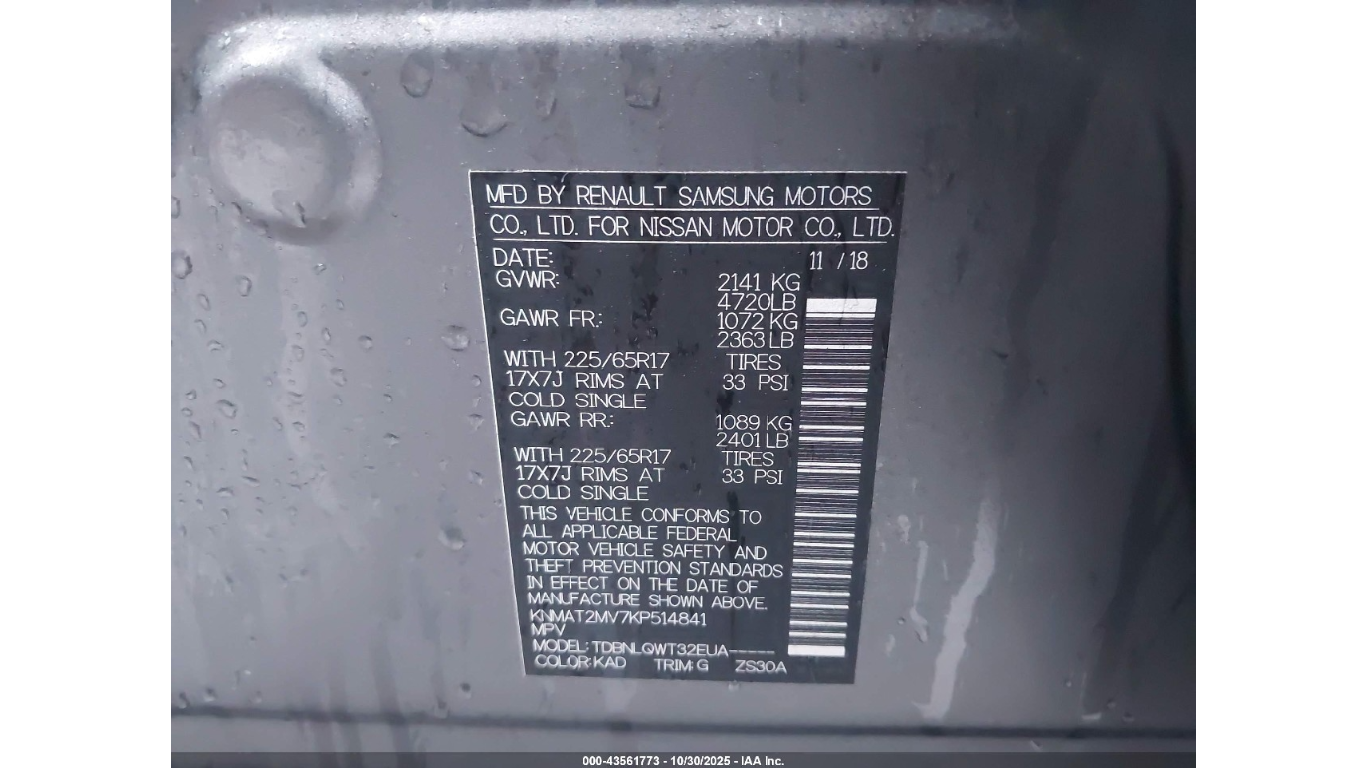 MFD BY RENAULT SAMSUNG MOTORS
CO., LTD. FOR NISSAN MOTOR CO., LTD.
DATE: 11 / 18
GVWR: 2141 KG
4720LB
GAWR FR.: 1072 KG
2363 LB
WITH 225/65R17 TIRES
17X7J RIMS AT 33 PSI
COLD SINGLE
GAWR RR.: 1089 KG
2401 LB
WITH 225/65R17 TIRES
17X7J RIMS AT 33 PSI
COLD SINGLE
THIS VEHICLE CONFORMS TO
ALL APPLICABLE FEDERAL
MOTOR VEHICLE SAFETY AND
THEFT PREVENTION STANDARDS
IN EFFECT ON THE DATE OF
MANUFACTURE SHOWN ABOVE.
KNMAT2MV7KP514841
MPV
MODEL: TDBNLQWT32EUA-----
COLOR: KAD TRIM: G ZS30A
000-43561773 - 10/30/2025 - IAA Inc.